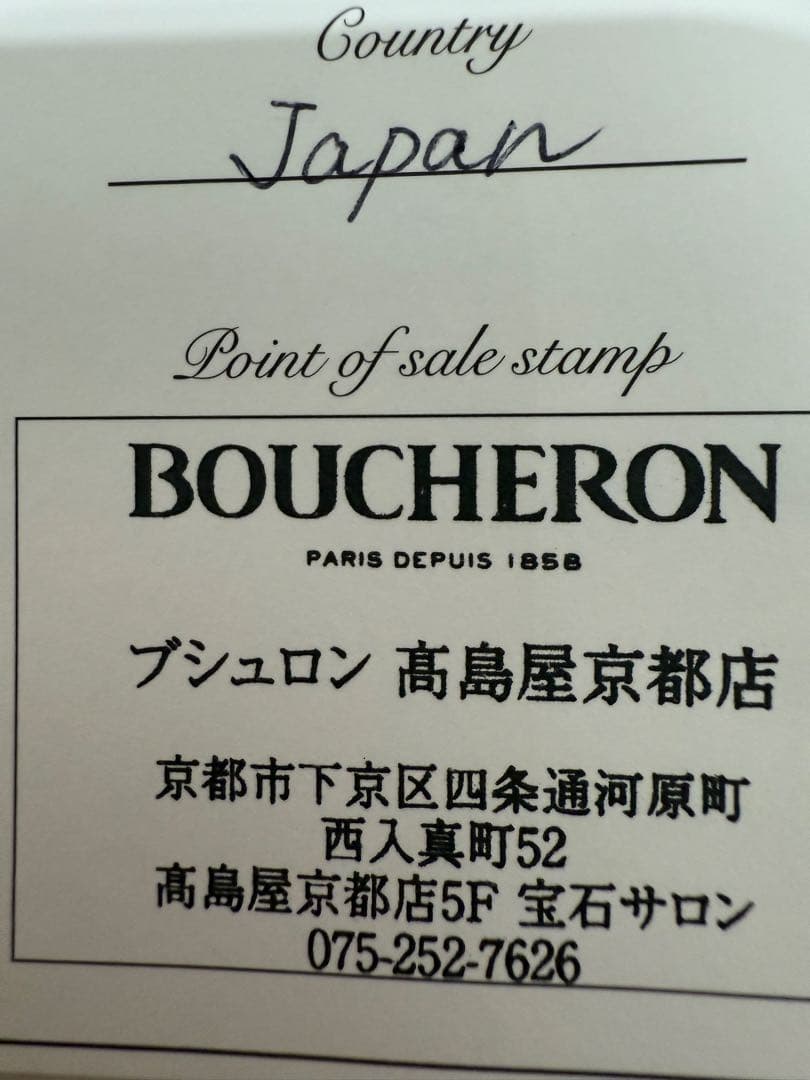 Country
Japan
Point of sale stamp
BOUCHERON
PARIS DEPUIS 1858
ブシュロン 髙島屋京都店
京都市下京区四条通河原町
西入真町52
髙島屋京都店5F 宝石サロン
075-252-7626